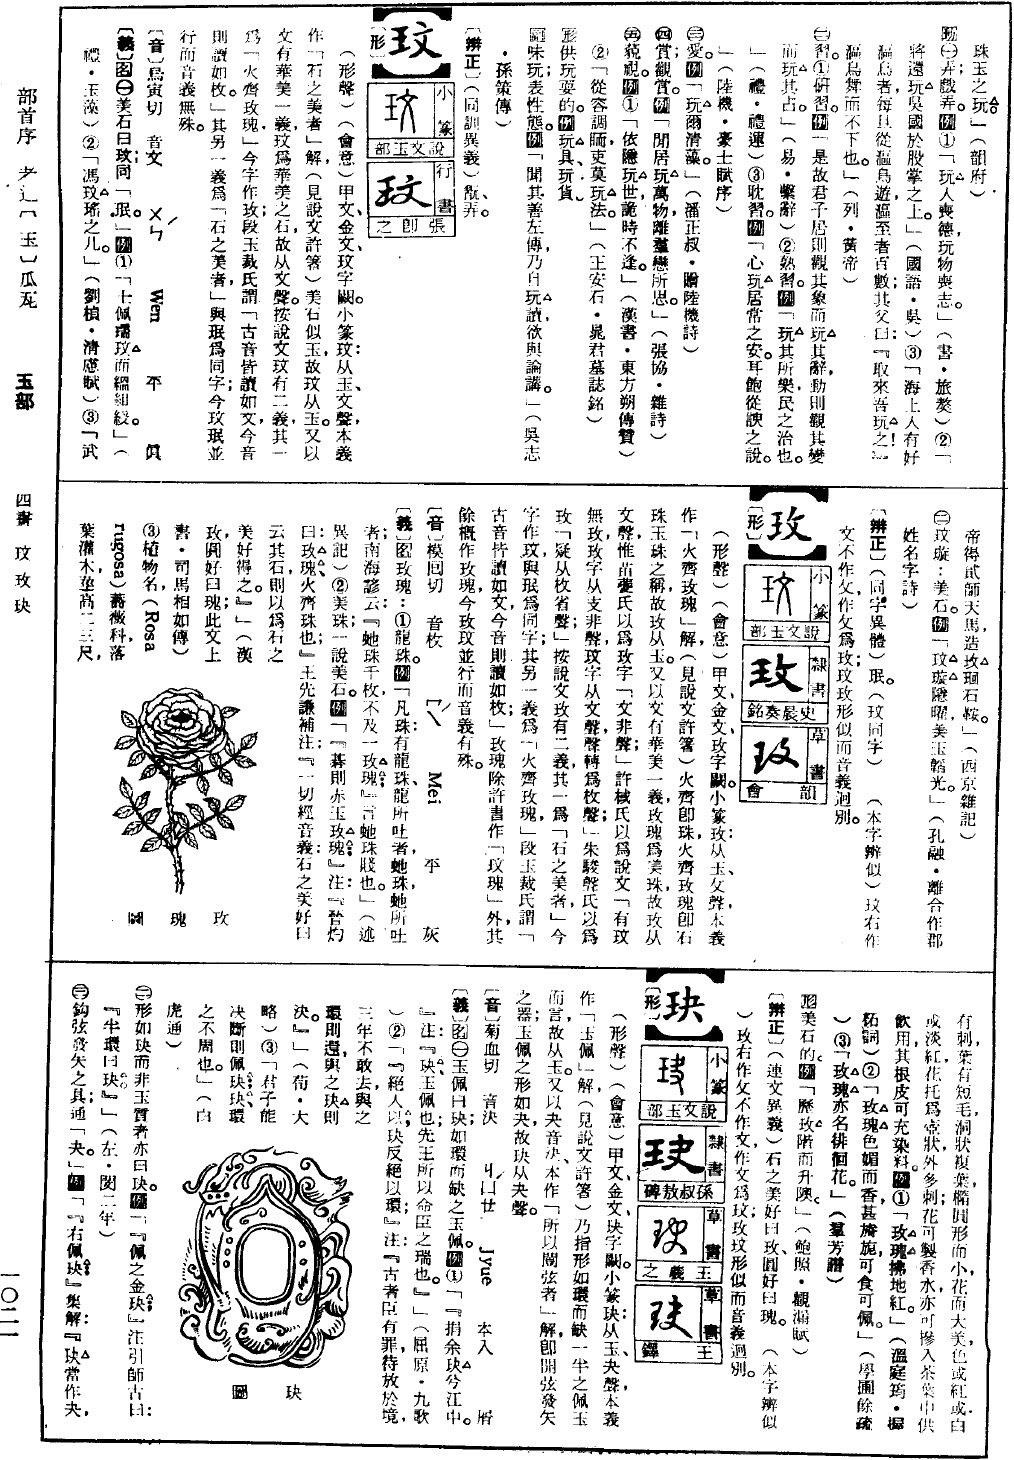 珠玉之玩。」（韻府）
㈠弄；戲弄。例①「玩人喪德，玩物喪志。」（書・旅獒）②「
將還玩吳國於股掌之上。」（國語・吳）③「海上人有好
漚鳥者，每旦從漚鳥遊，漚至者百數，其父曰：『取來吾玩之！』
漚鳥舞而不下也。」（列・黃帝）
㈡習。①研習。例「是故君子居則觀其象而玩其辭，動則觀其變
而玩其占。」（易・繫辭）②熟習。例「玩其所樂，民之治也。
」（禮・禮運）③耽習。例「心玩居常之安，耳飽從諛之說。
」（陸機・豪士賦序）
㈢愛。例「玩爾清藻。」（潘正叔・贈陸機詩）
㈣賞觀賞。例「閒居玩萬物，離羣戀所思。」（張協・雜詩）
㈤藐視。例①「依隱玩世，詭時不逢。」（漢書・東方朔傳贊）
②「從容調䎡，吏莫玩法。」（王安石・晁君墓誌銘）
形供玩耍的。例玩具、玩貨。
副味玩；表性態。例「聞其善左傳，乃自玩讀，欲與論講。」（吳志
・孫策傳）
〔辨正〕（同訓異義）翫、弄。
玟
〔形〕
小篆
說文玉部
行書
張即之
（形聲）（會意）甲文、金文、玟字闕。小篆玟：从玉、文聲，本義
作「石之美者」解（見說文許箸）美石似玉，故玟从玉。又以
文有華美一義，玟爲華美之石，故从文聲。按說文玟有二義，其一
爲「火齊玟瑰」，今字作玫；段玉裁氏謂「古音皆讀如文，今音
則讀如枚。」其另一義爲「石之美者」，與珉爲同字；今玟珉並
行而音義無殊。
〔音〕烏寅切　音文　ㄨㄣˊ　Wen　平　眞
〔義〕名㈠美石曰玟；同「珉。」例①「士佩瓀玟而縕組綬。」（
禮・玉藻）②「馮玟瑤之几。」（劉楨・清慮賦）③「武
帝得貳師天馬，造玫瑰石鞍。」（西京雜記）
㈡玟璇：美石。例「玟璇隱曜，美玉韜光。」（孔融・離合作郡
姓名字詩）
〔辨正〕（同字異體）珉。（玟同字）　（本字辨似）玟右作
文不作攵，作攵爲玫；玟玫形似而音義迥別。
玫
〔形〕
小篆
說文玉部
隸書
史晨奏銘
草書
韻會
（形聲）（會意）甲文、金文、玫字闕。小篆玫：从玉、攵聲，本義
作「火齊玫瑰」解（見說文許箸）火齊即珠，火齊玫瑰即石
珠玉珠之稱，故玫从玉。又以文有華美一義，玫瑰爲美珠，故玫从
文聲。惟苗夔氏以爲玫字「文非聲」；許棫氏以爲說文「有玟
無玫，玫字从攴非聲，玟字从文聲，聲轉爲枚聲；」朱駿聲氏以爲
玫「疑从枚省聲。」按說文玫有二義，其一爲「石之美者」，今
字作玟，與珉爲同字；其另一義爲「火齊玫瑰」，段玉裁氏謂「
古音皆讀如文，今音則讀如枚；」玫瑰除許書作「玟瑰」外，其
餘概作玫瑰，今玫玟並行而音義有殊。
〔音〕模回切　音枚　ㄇㄟˊ　Mei　平　灰
〔義〕名玫瑰：①龍珠。例「凡珠有龍珠，龍所吐者；虵珠，虵所吐
者。南海諺云：『虵珠千枚，不及一玫瑰。』言虵珠賤也。」（述
異記）②美珠；一說美石。例「『其石則赤玉玫瑰。』注：『晉灼
曰：玫瑰，火齊珠也。』王先謙補注：『一切經音義：石之美好曰
玫，圓好曰瑰，此文上
云其石，則以爲石之
美好得之。』」（漢
書・司馬相如傳）
③植物名；（Rosa
rugosa）薔薇科，落
葉灌木，莖高二三尺，
玫瑰圖
有刺，葉有短毛，洞狀複葉，橢圓形而小，花而大，美色，或紅或白
或淡紅，花托爲壺狀，外多刺；花可製香水，亦可摻入茶葉中供
飲用，其根皮可充染料。例①「玫瑰拂地紅。」（溫庭筠・握
柘詞）②「玫瑰色媚而香甚，旖旎可食可佩。」（學圃餘疏
）③「玫瑰亦名徘徊花。」（羣芳譜）
形美石的。例「歷玫階而升隩。」（鮑照・觀漏賦）
〔辨正〕（連文異義）石之美好曰玫，圓好曰瑰。　（本字辨似
）玫右作攵不作文，作文爲玟；玟玫形似而音義迥別。
玦
〔形〕
小篆
說文玉部
隸書
孫叔敖碑
草書
王羲之
草書
王鐸
（形聲）（會意）甲文、金文、玦字闕。小篆玦：从玉、夬聲，本義
作「玉佩」解（見說文許箸）乃指形如環而缺一半之佩玉
而言，故从玉。又以夬音決，本作「所以闓弦者」解，即開弦發矢
之器；玉佩之形如夬，故玦从夬聲。
〔音〕菊血切　音決　ㄐㄩㄝˊ　Jyue　本入　屑
〔義〕名㈠玉佩曰玦；如環而缺之玉佩。例①「『捐余玦兮江中。
』注：『玦，玉佩也，先王所以命臣之瑞也。』」（屈原・九歌
）②「『絕人以玦，反絕以環。』注：『古者臣有罪，待放於境，
三年不敢去，與之
環則還，與之玦則
決。』」（荀・大
略）③「君子能
決斷則佩玦；玦，環
之不周也。」（白
虎通）
玦圖
㈡形如玦而非玉質者亦曰玦。例「『佩之金玦。』注引師古曰：
『半環曰玦。』」（左・閔二年）
㈢鈎弦發矢之具；通「夬。」例「『右佩玦。』集解『玦當作夬，
部首序　玉瓜瓦
玉部
四畫　玟玫玦
一〇二一